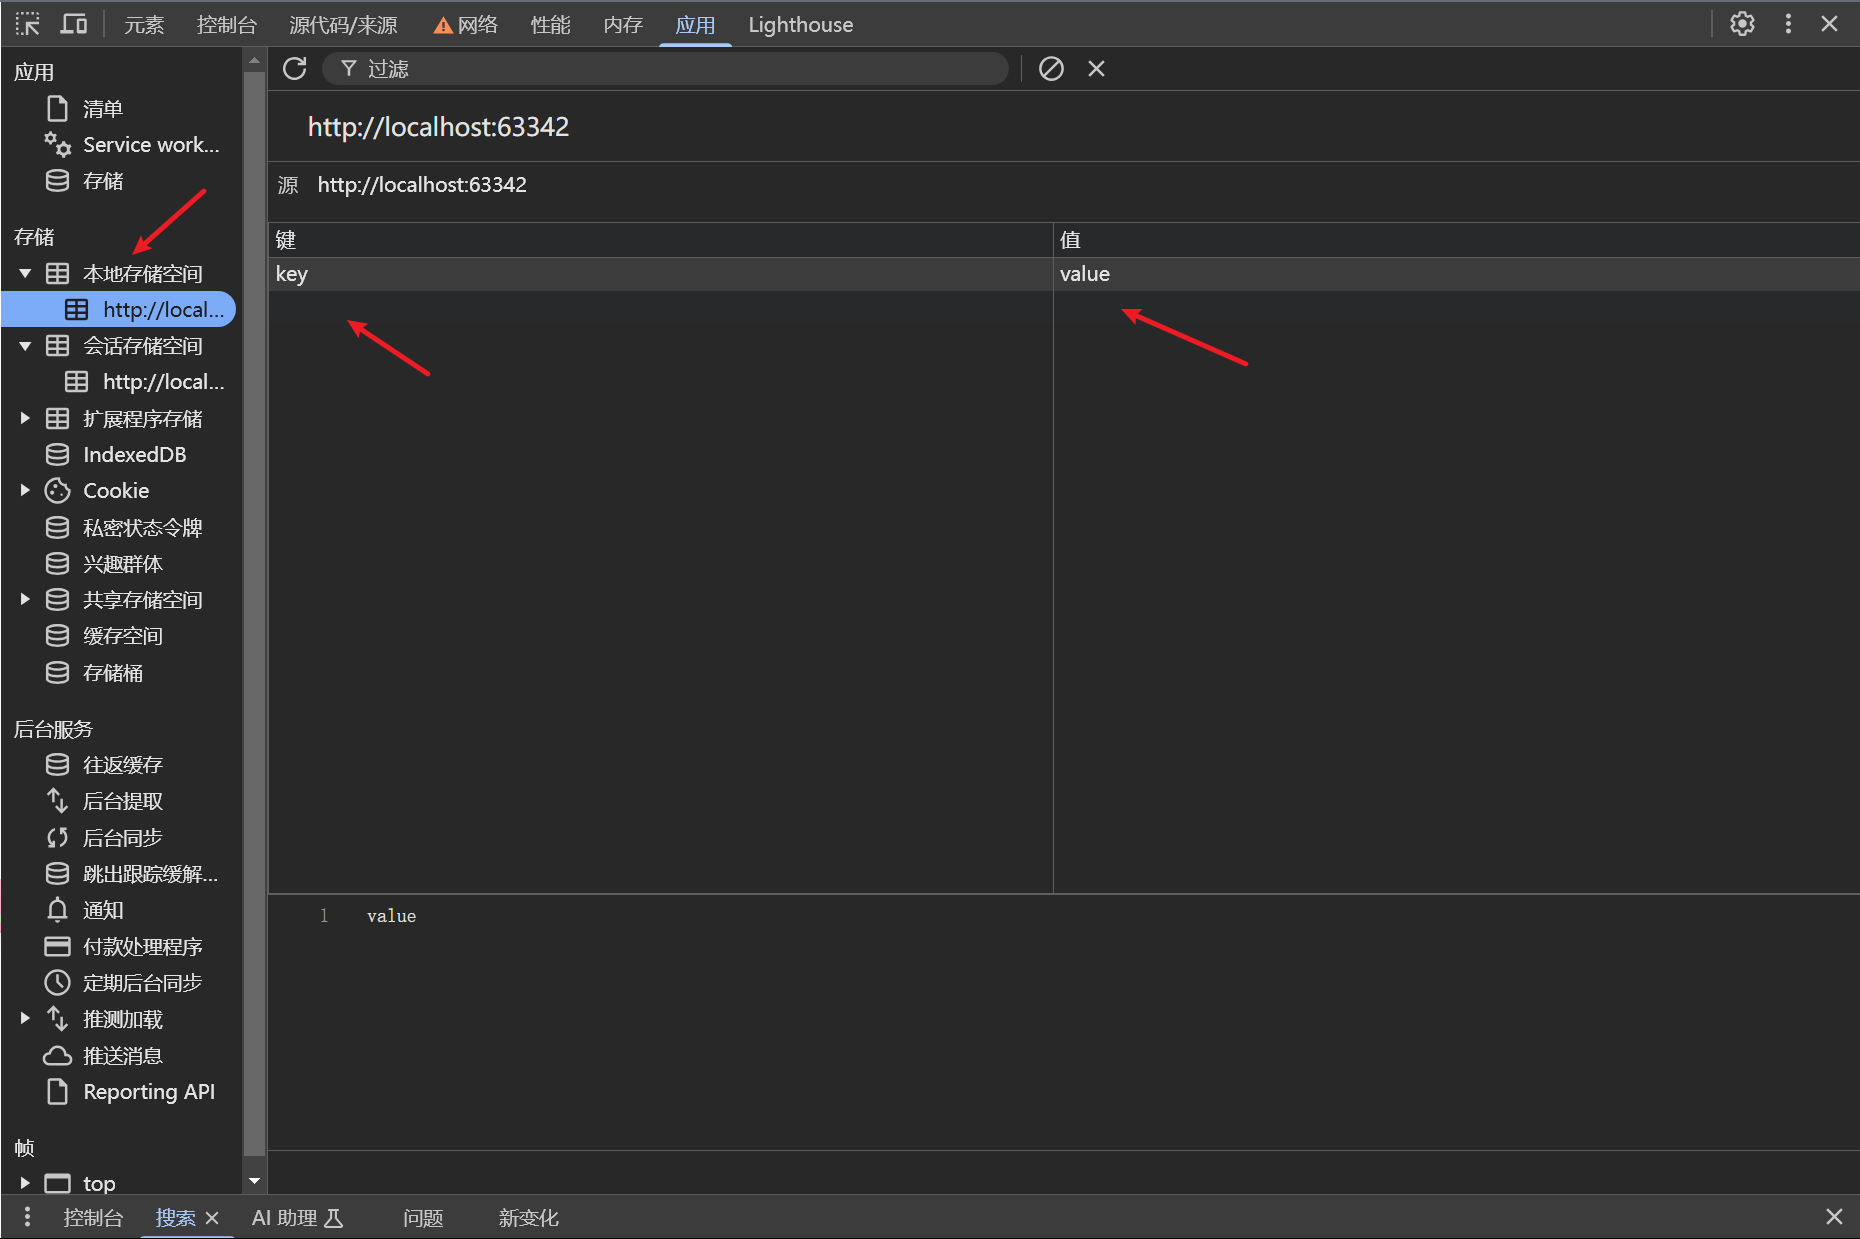 元素 控制台 源代码/来源 网络 性能 内存 应用 Lighthouse
应用
清单
Service work...
存储
存储
本地存储空间
http://local...
会话存储空间
http://local...
扩展程序存储
IndexedDB
Cookie
私密状态令牌
兴趣群体
共享存储空间
缓存空间
存储桶
后台服务
往返缓存
后台提取
后台同步
跳出跟踪缓解...
通知
付款处理程序
定期后台同步
推测加载
推送消息
Reporting API
帧
top
过滤
http://localhost:63342
源 http://localhost:63342
键 值
key value
1 value
控制台 搜索 AI 助理 问题 新变化